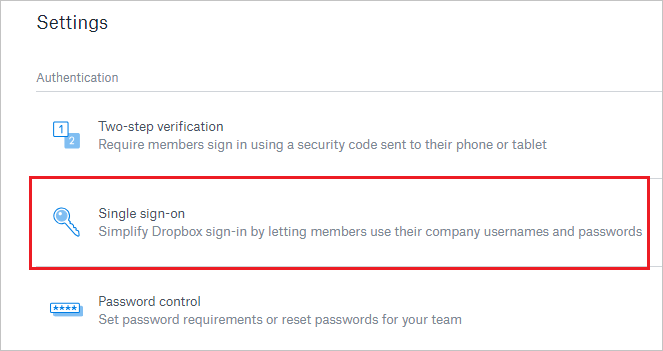 Settings
Authentication
1
2
Two-step verification
Require members sign in using a security code sent to their phone or tablet
Single sign-on
Simplify Dropbox sign-in by letting members use their company usernames and passwords
****
Password control
Set password requirements or reset passwords for your team